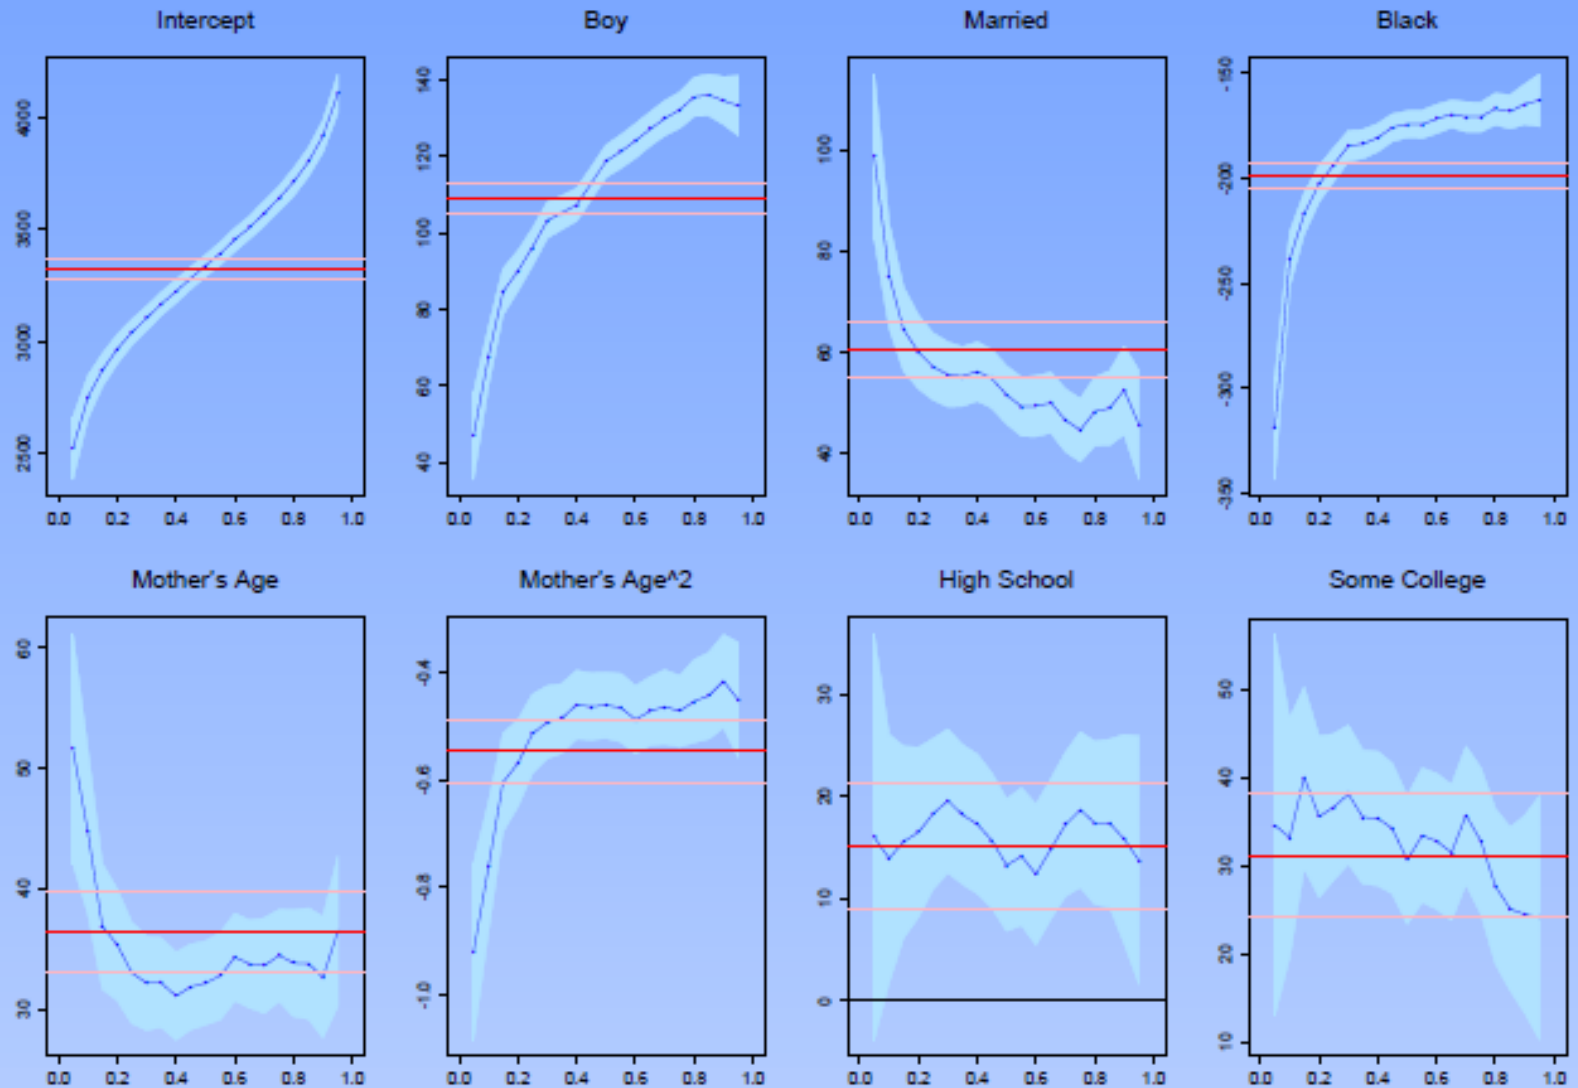 Intercept Boy Married Black
4000 3500 3000 2500
140 120 100 80 60 40
100 80 60 40
-150 -200 -250 -300 -350
0.0 0.2 0.4 0.6 0.8 1.0 0.0 0.2 0.4 0.6 0.8 1.0 0.0 0.2 0.4 0.6 0.8 1.0 0.0 0.2 0.4 0.6 0.8 1.0
Mother's Age Mother's Age^2 High School Some College
60 50 40 30
-0.4 -0.6 -0.8 -1.0
30 20 10 0
50 40 30 20 10
0.0 0.2 0.4 0.6 0.8 1.0 0.0 0.2 0.4 0.6 0.8 1.0 0.0 0.2 0.4 0.6 0.8 1.0 0.0 0.2 0.4 0.6 0.8 1.0